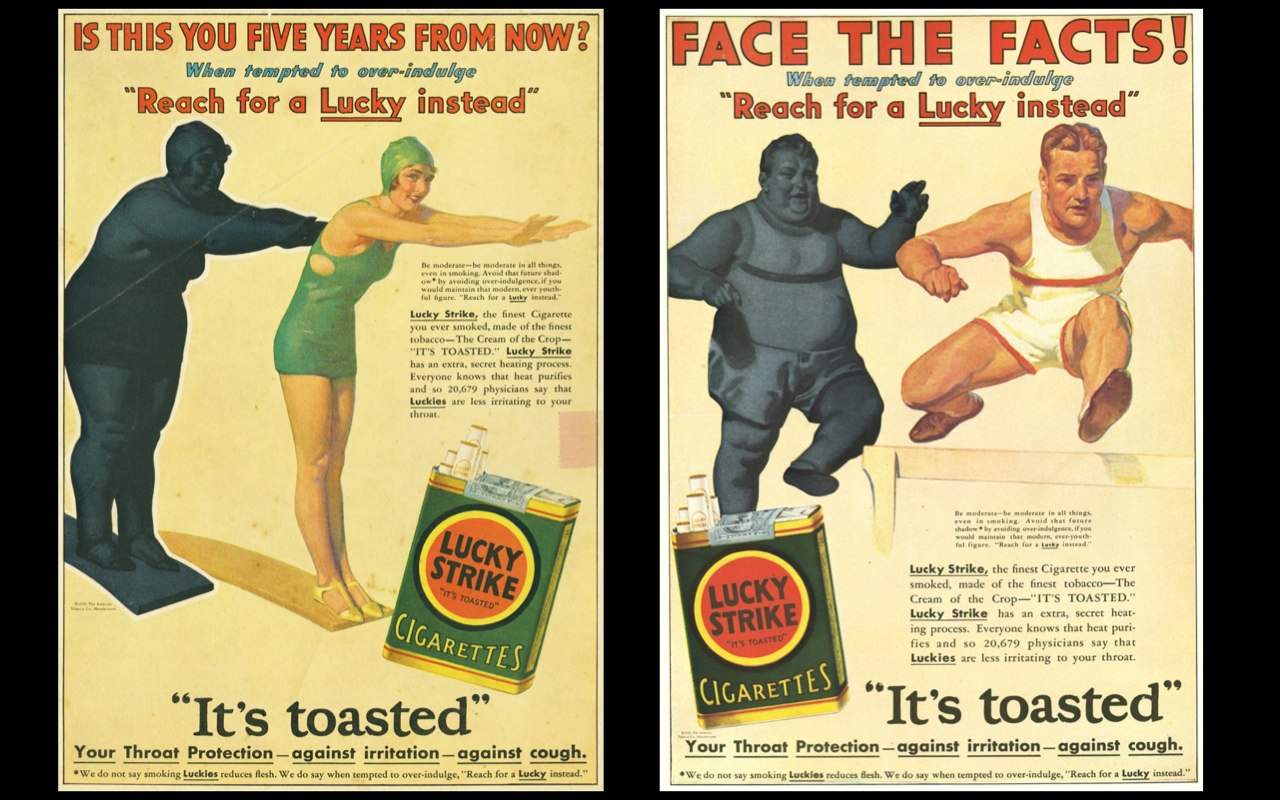 IS THIS YOU FIVE YEARS FROM NOW?
When tempted to over-indulge
"Reach for a Lucky instead"
Be moderate—be moderate in all things,
even in smoking. Avoid that future shad-
ow* by avoiding over-indulgence, if you
would maintain that modern, ever youth-
ful figure. "Reach for a Lucky instead."
Lucky Strike, the finest Cigarette
you ever smoked, made of the finest
tobacco—The Cream of the Crop—
"IT'S TOASTED." Lucky Strike
has an extra, secret heating process.
Everyone knows that heat purifies
and so 20,679 physicians say that
Luckies are less irritating to your
throat.
LUCKY
STRIKE
"IT'S TOASTED"
CIGARETTES
The American
Tobacco Co., Manufacturers
"It's toasted"
Your Throat Protection—against irritation—against cough.
*We do not say smoking Luckies reduces flesh. We do say when tempted to over-indulge, "Reach for a Lucky instead."
FACE THE FACTS!
When tempted to over-indulge
"Reach for a Lucky instead"
Be moderate—be moderate in all things,
even in smoking. Avoid that future
shadow* by avoiding over-indulgence, if you
would maintain that modern, ever-youth-
ful figure. "Reach for a Lucky instead."
Lucky Strike, the finest Cigarette you ever
smoked, made of the finest tobacco—The
Cream of the Crop—"IT'S TOASTED."
Lucky Strike has an extra, secret heat-
ing process. Everyone knows that heat puri-
fies and so 20,679 physicians say that
Luckies are less irritating to your throat.
LUCKY
STRIKE
"IT'S TOASTED"
CIGARETTES
"It's toasted"
Your Throat Protection—against irritation—against cough.
*We do not say smoking Luckies reduces flesh. We do say when tempted to over-indulge, "Reach for a Lucky instead."